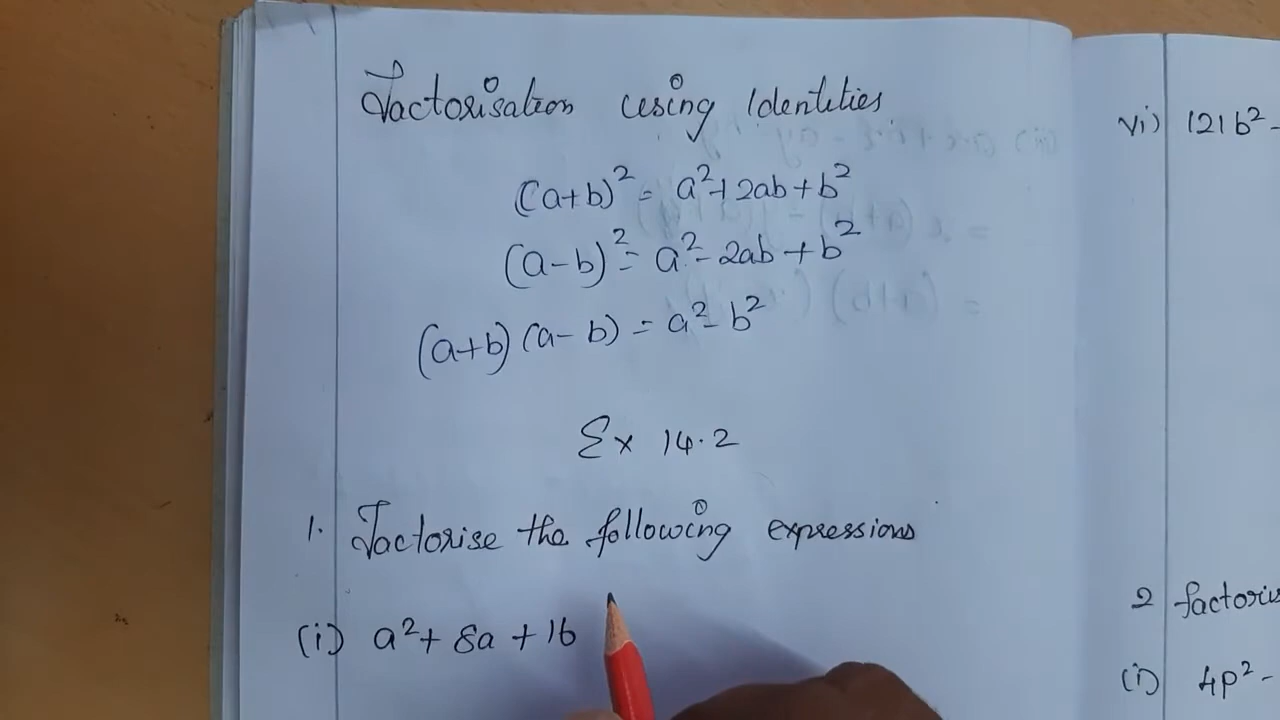 Factorisation using Identities
(a+b)² = a²+2ab+b²
(a-b)² = a²-2ab+b²
(a+b)(a-b) = a²-b²
Ex 14.2
1. Factorise the following expressions
(i) a²+8a+16
vi) 121b²-
2 factoris
(i) 4p²-